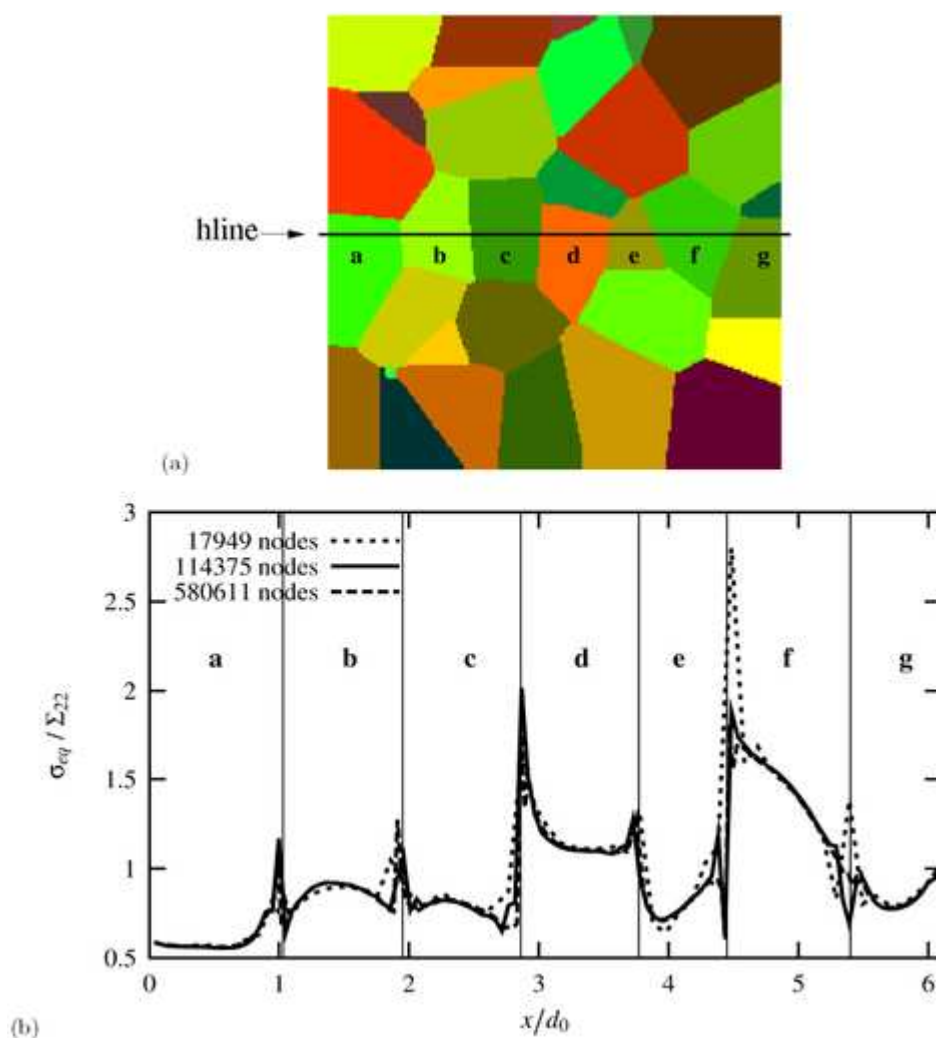 hline
a b c d e f g
(a)
3
17949 nodes
114375 nodes
580611 nodes
2.5
a b c d e f g
2
σeq / Σ22
1.5
1
0.5
0 1 2 3 4 5 6
x/d0
(b)